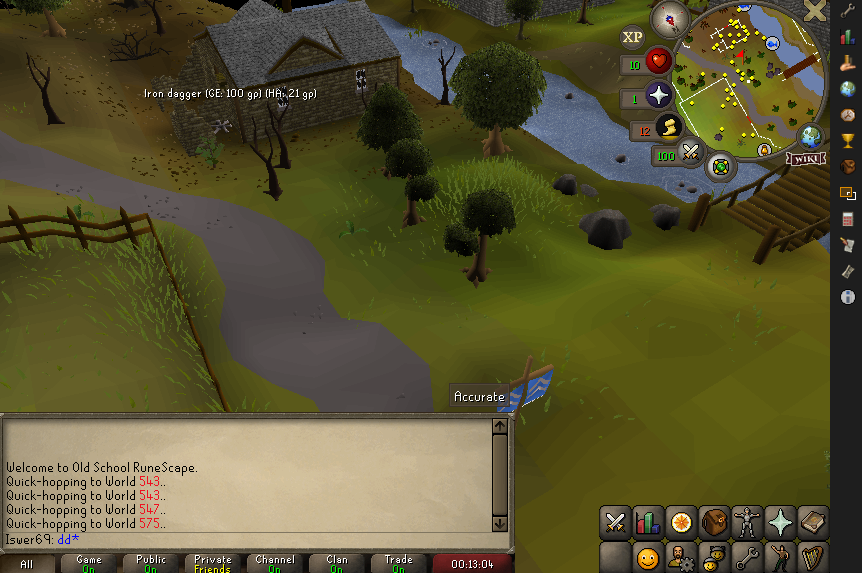 XP
10
Iron dagger (GE: 100 gp) (HA: 21 gp)
1
12
100
WIKI
Accurate
Welcome to Old School RuneScape.
Quick-hopping to World 543..
Quick-hopping to World 543..
Quick-hopping to World 547..
Quick-hopping to World 575..
Iswer69: dd*
All
Game
On
Public
On
Private
Friends
Channel
On
Clan
On
Trade
On
00:13:04